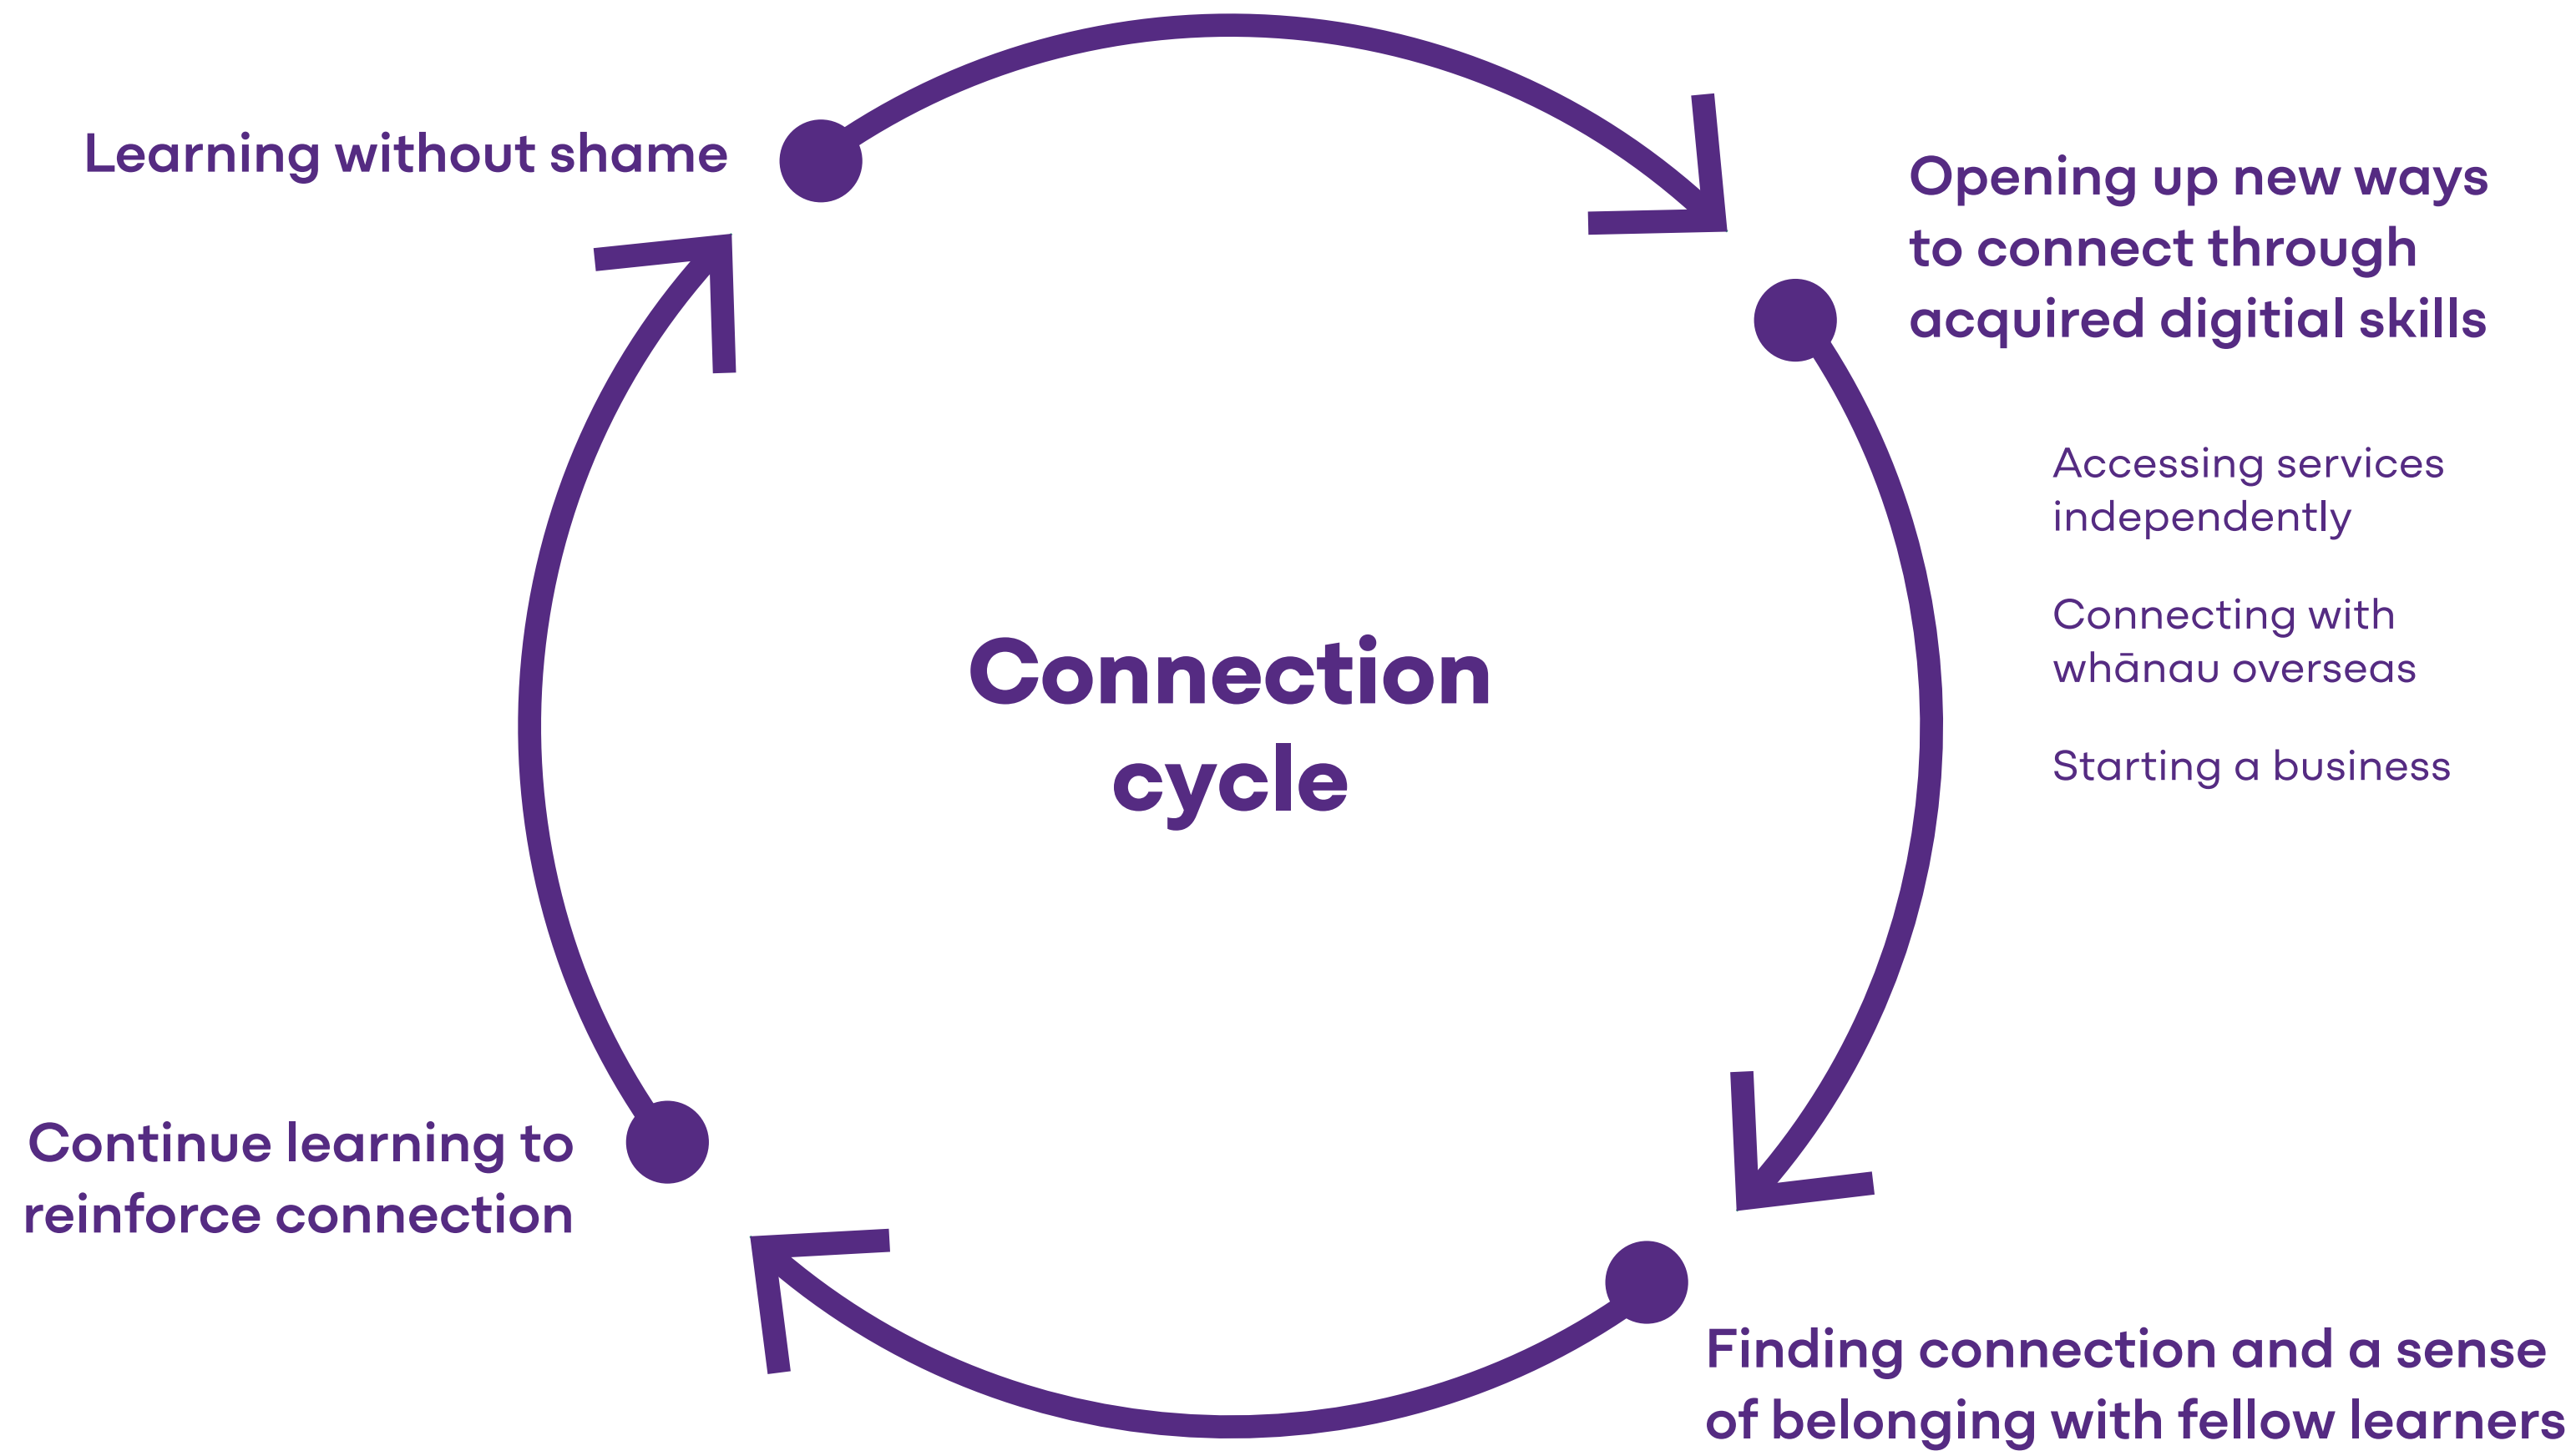 Learning without shame
Opening up new ways
to connect through
acquired digitial skills
Accessing services
independently
Connecting with
whānau overseas
Starting a business
Connection
cycle
Continue learning to
reinforce connection
Finding connection and a sense
of belonging with fellow learners